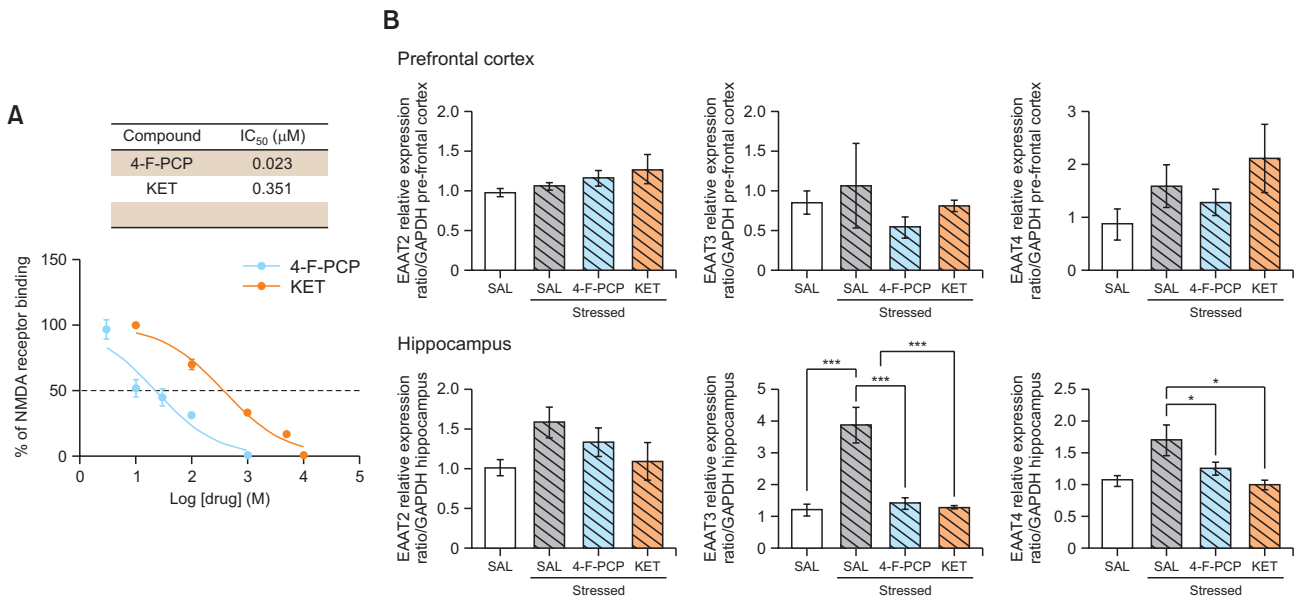 A
Compound IC50 (μM)
4-F-PCP 0.023
KET 0.351
% of NMDA receptor binding
150
100
50
0
4-F-PCP
KET
0 1 2 3 4 5
Log [drug] (M)
B
Prefrontal cortex
EAAT2 relative expression
ratio/GAPDH pre-frontal cortex
2.0
1.5
1.0
0.5
0
SAL SAL 4-F-PCP KET
Stressed
EAAT3 relative expression
ratio/GAPDH pre-frontal cortex
2.0
1.5
1.0
0.5
0
SAL SAL 4-F-PCP KET
Stressed
EAAT4 relative expression
ratio/GAPDH pre-frontal cortex
3
2
1
0
SAL SAL 4-F-PCP KET
Stressed
Hippocampus
EAAT2 relative expression
ratio/GAPDH hippocampus
2.0
1.5
1.0
0.5
0
SAL SAL 4-F-PCP KET
Stressed
EAAT3 relative expression
ratio/GAPDH hippocampus
5
4
3
2
1
0
***
***
***
SAL SAL 4-F-PCP KET
Stressed
EAAT4 relative expression
ratio/GAPDH hippocampus
2.5
2.0
1.5
1.0
0.5
0
*
*
SAL SAL 4-F-PCP KET
Stressed